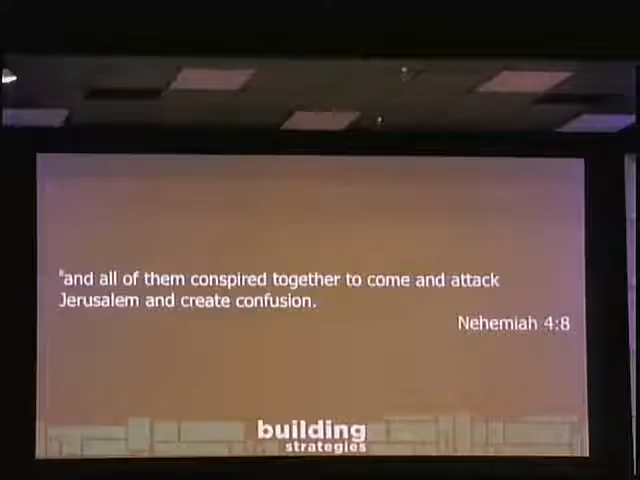 ⁸and all of them conspired together to come and attack
Jerusalem and create confusion.
Nehemiah 4:8
building
strategies